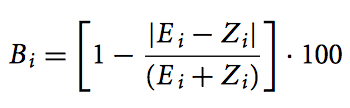 B_i = [1 − |E_i − Z_i| / (E_i + Z_i)] · 100